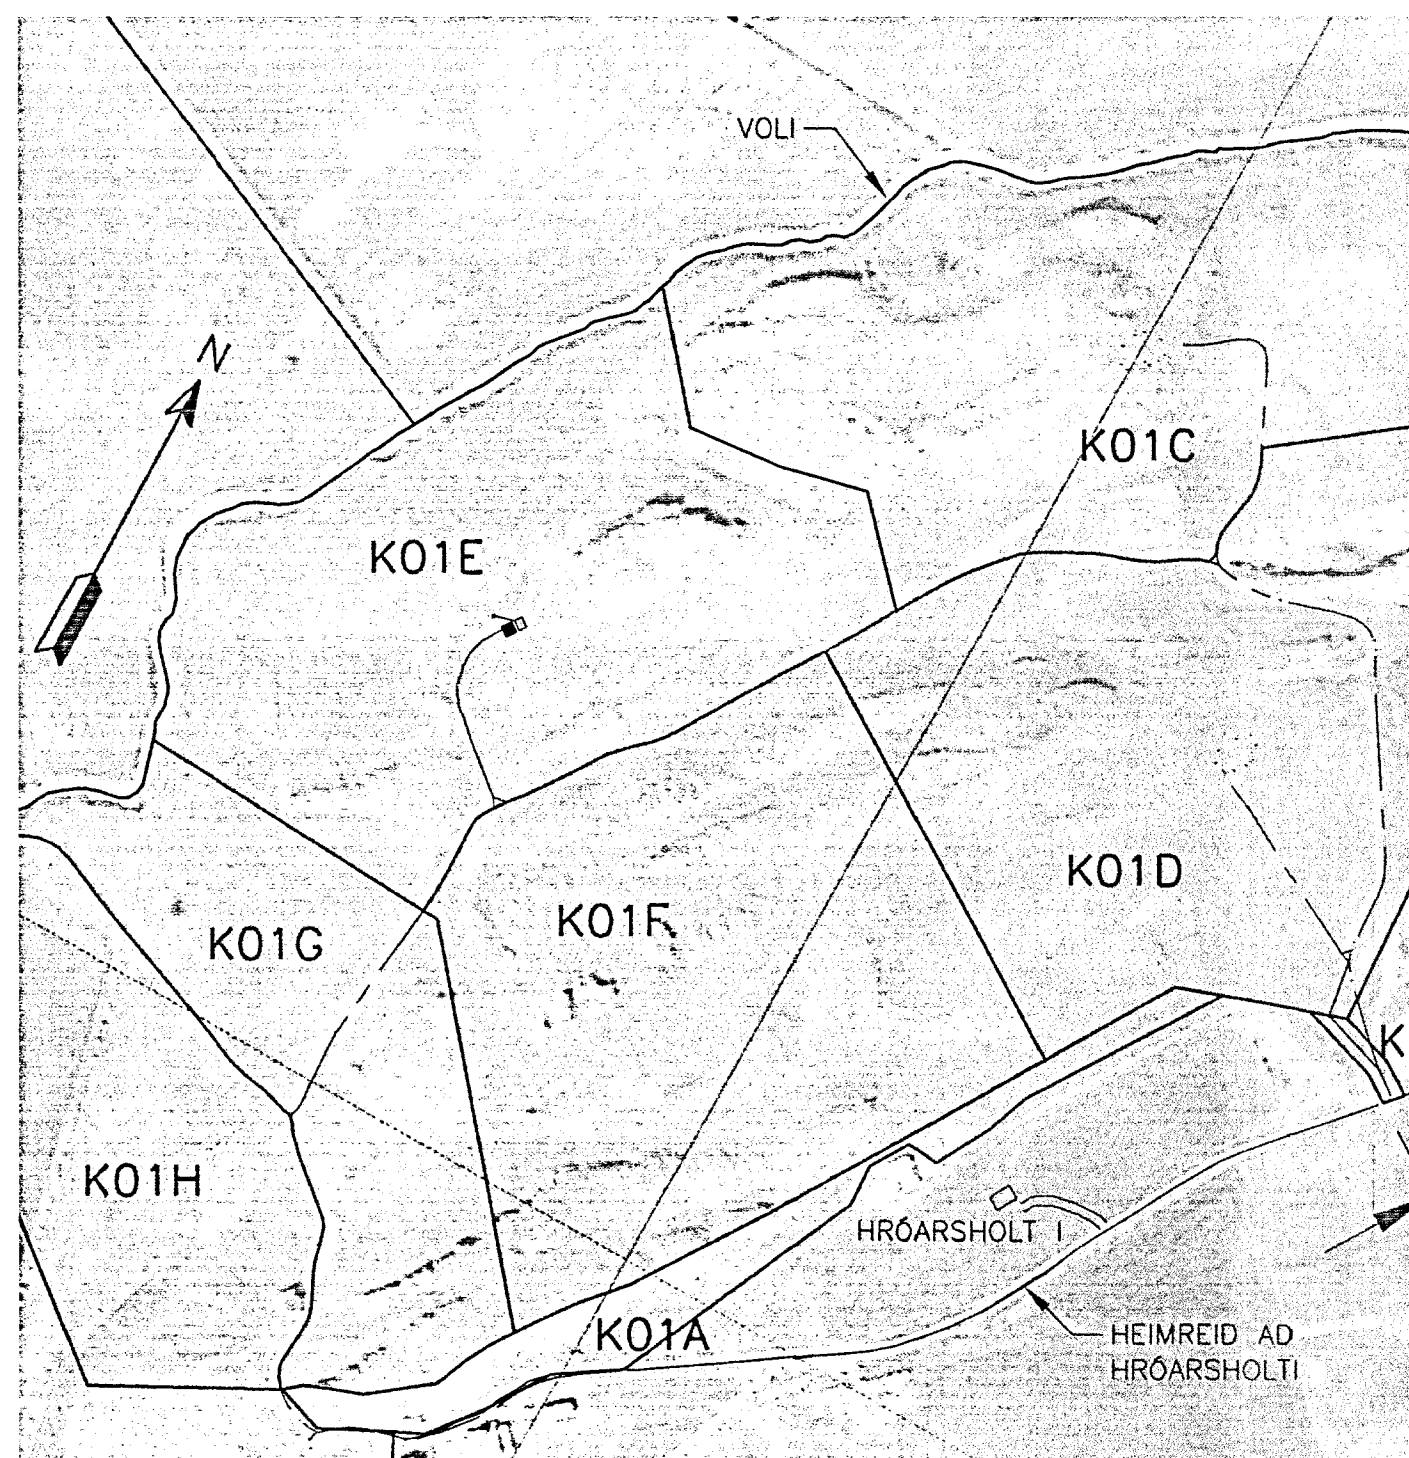 VOLI
N
K01C
K01E
K01D
K01F
K01G
K
K01H
HRÓARSHOLT I
K01A
HEIMREID AD
HRÓARSHOLTI